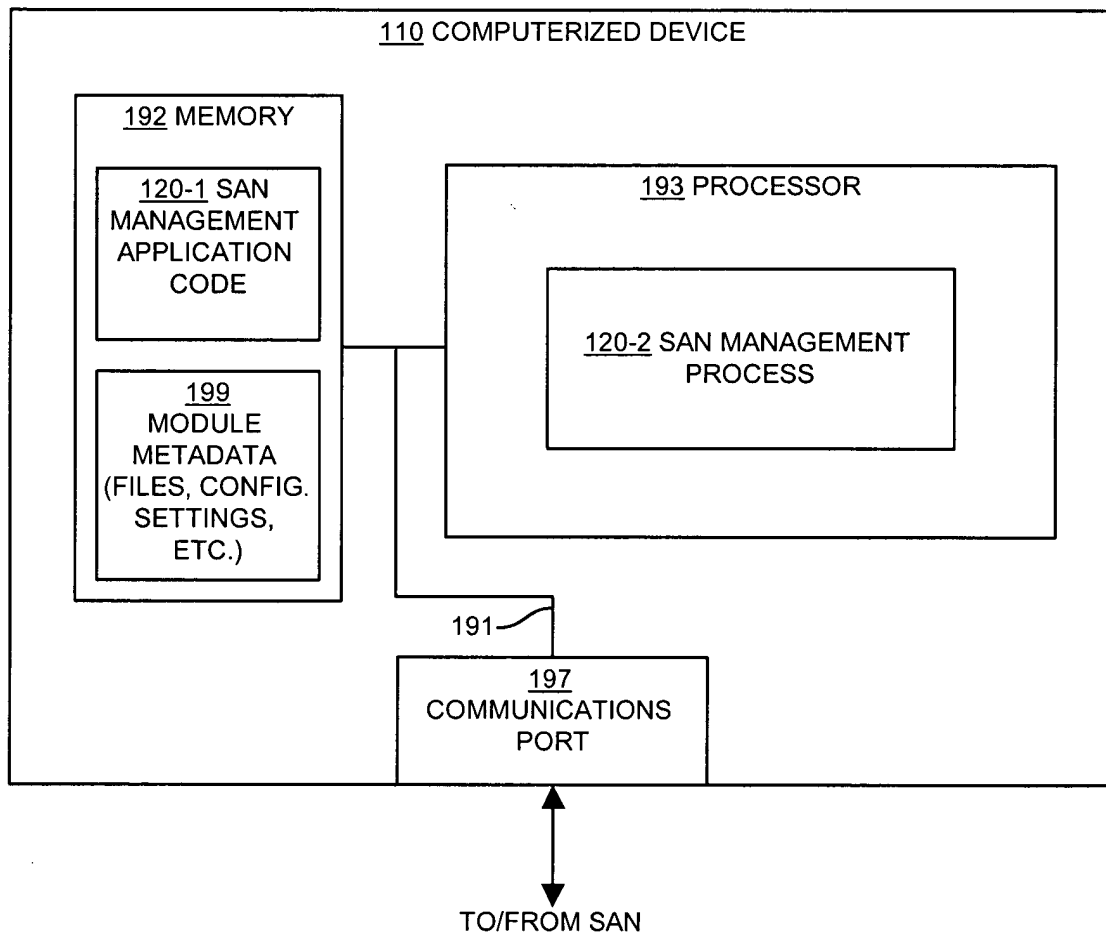 110 COMPUTERIZED DEVICE
192 MEMORY
120-1 SAN
MANAGEMENT
APPLICATION
CODE
199
MODULE
METADATA
(FILES, CONFIG.
SETTINGS,
ETC.)
193 PROCESSOR
120-2 SAN MANAGEMENT
PROCESS
191
197
COMMUNICATIONS
PORT
TO/FROM SAN